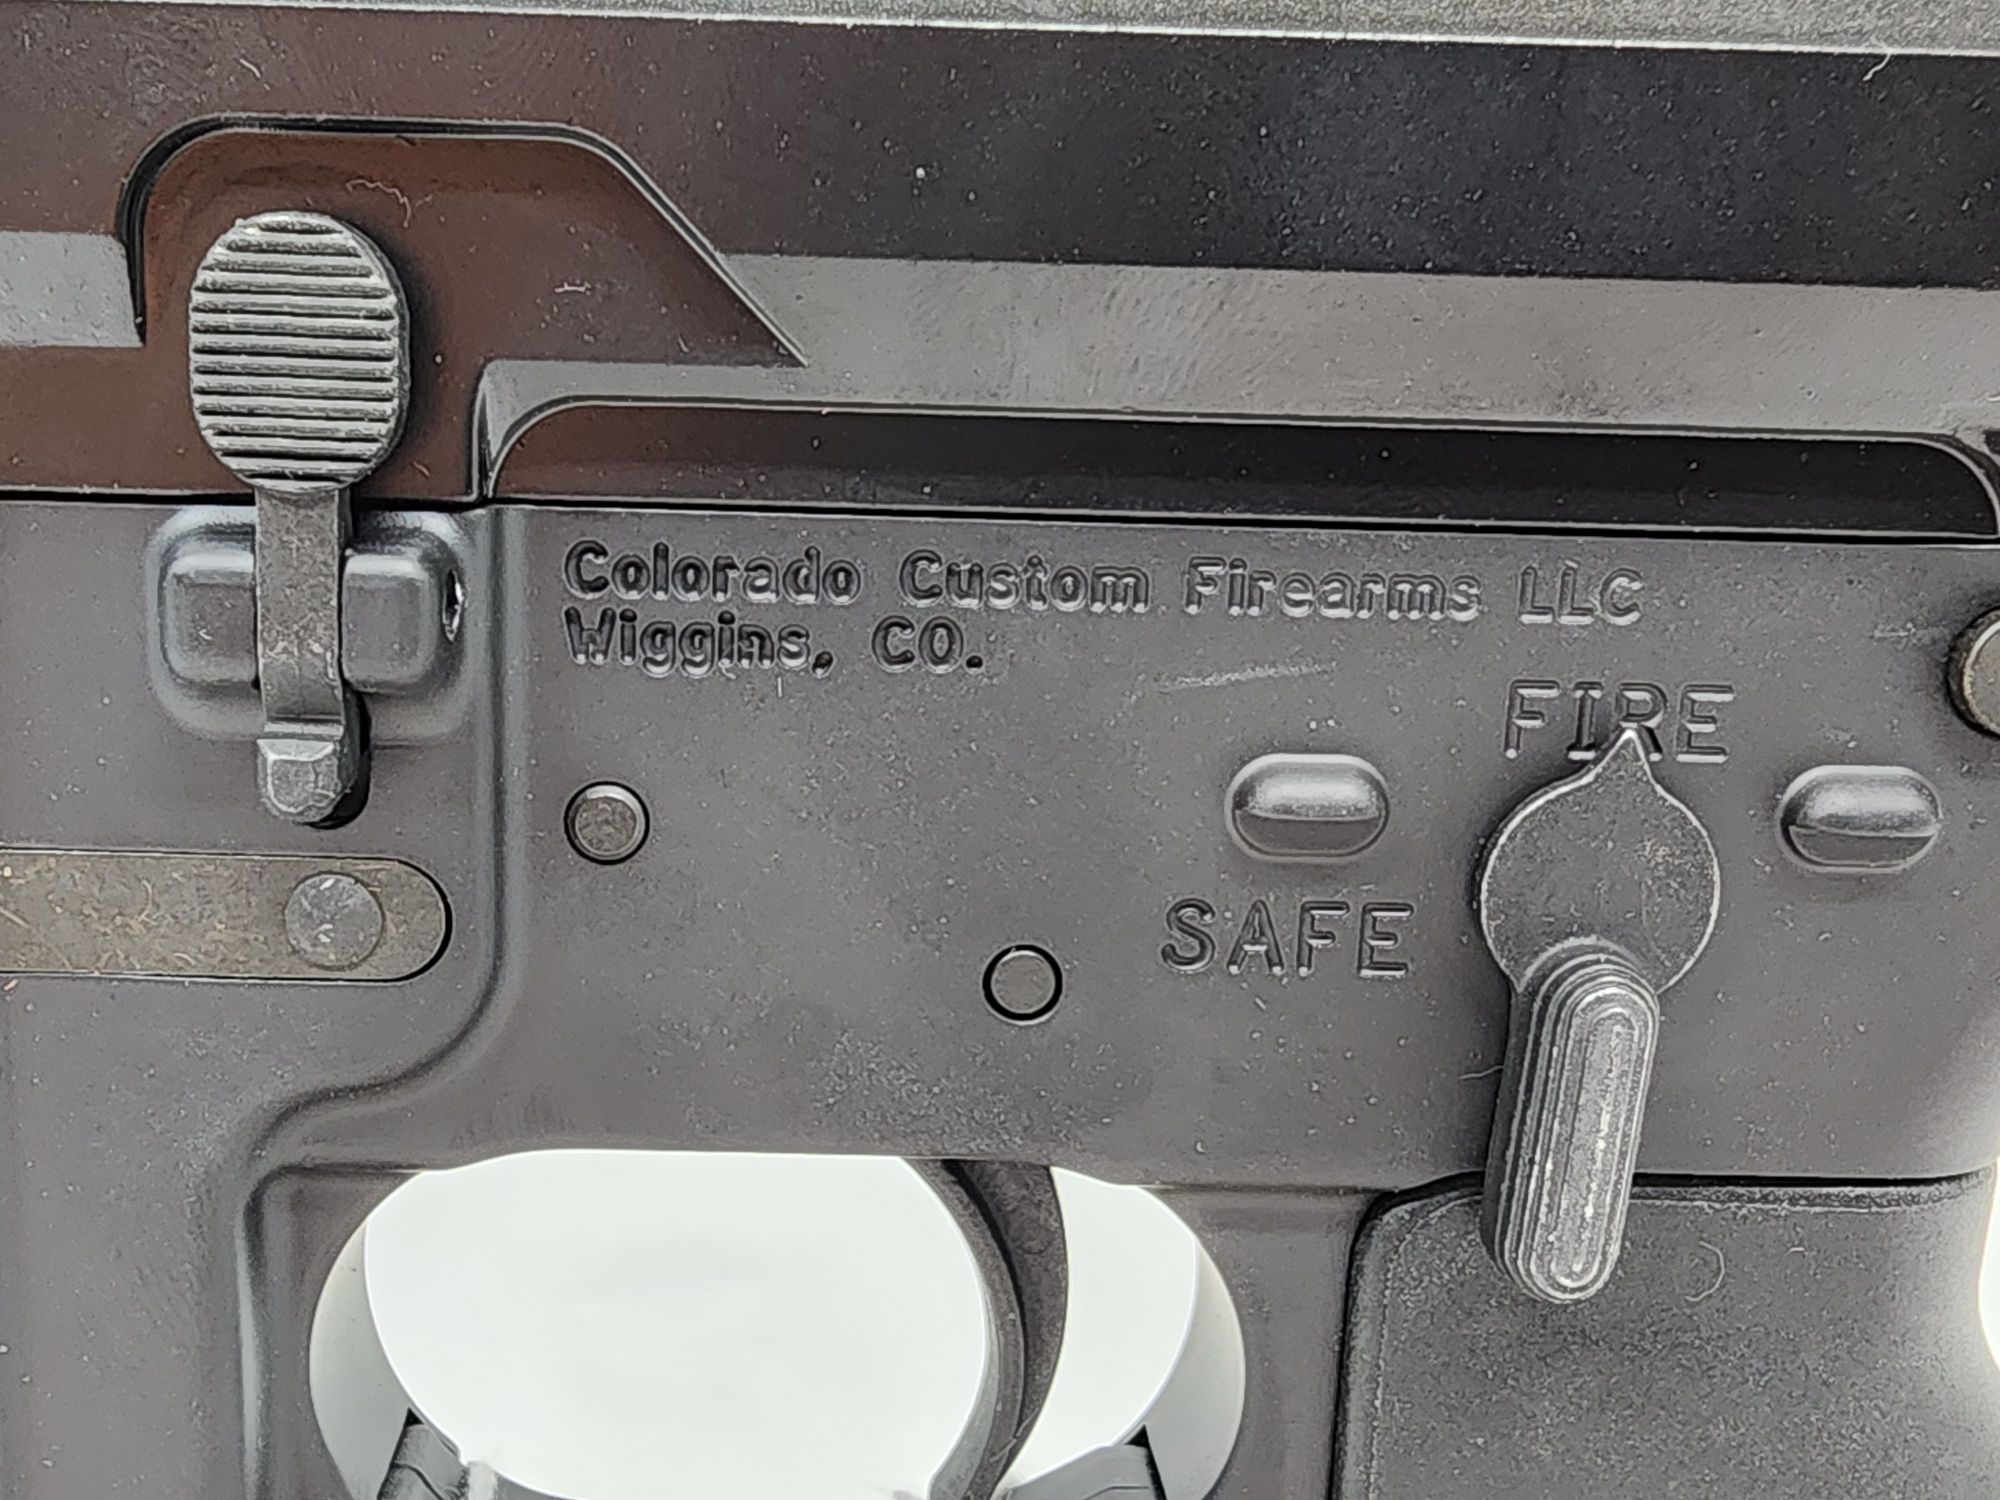 Colorado Custom Firearms LLC
Wiggins, CO.
FIRE
SAFE